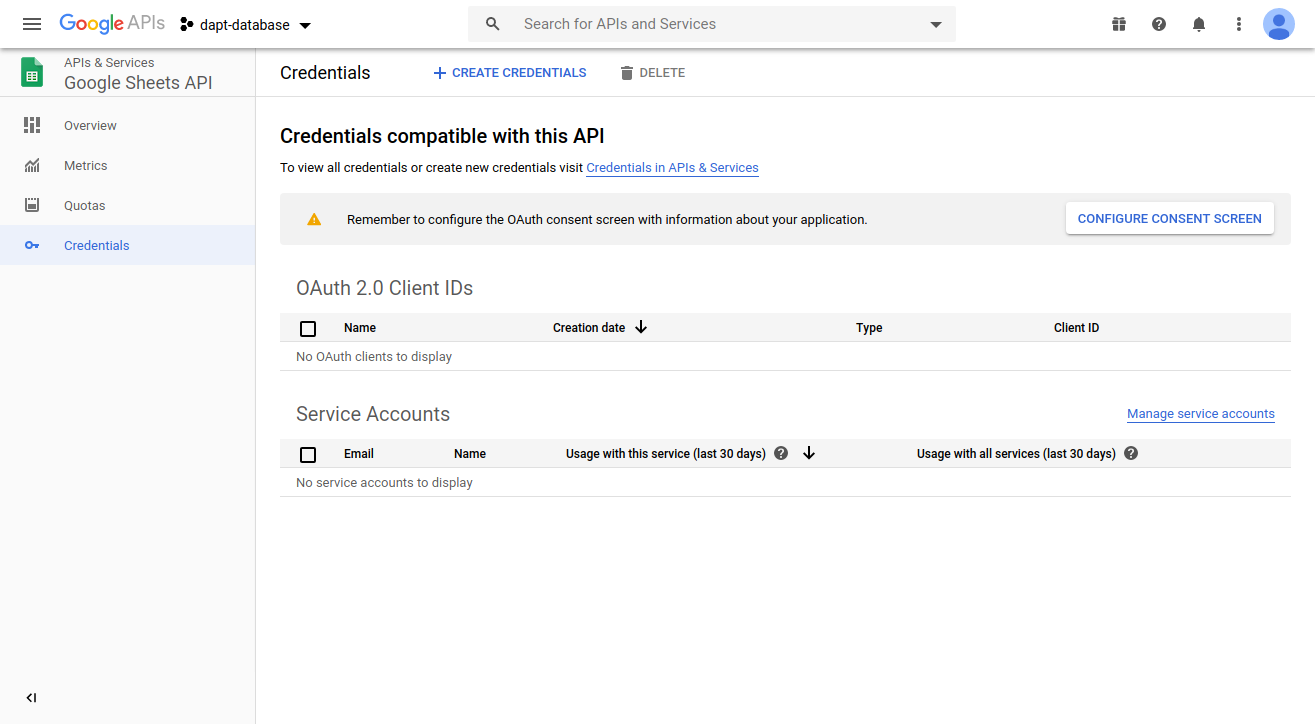 Google APIs dapt-database Search for APIs and Services
APIs & Services
Google Sheets API
Overview
Metrics
Quotas
Credentials
Credentials CREATE CREDENTIALS DELETE
Credentials compatible with this API
To view all credentials or create new credentials visit Credentials in APIs & Services
Remember to configure the OAuth consent screen with information about your application. CONFIGURE CONSENT SCREEN
OAuth 2.0 Client IDs
Name Creation date Type Client ID
No OAuth clients to display
Service Accounts Manage service accounts
Email Name Usage with this service (last 30 days) Usage with all services (last 30 days)
No service accounts to display